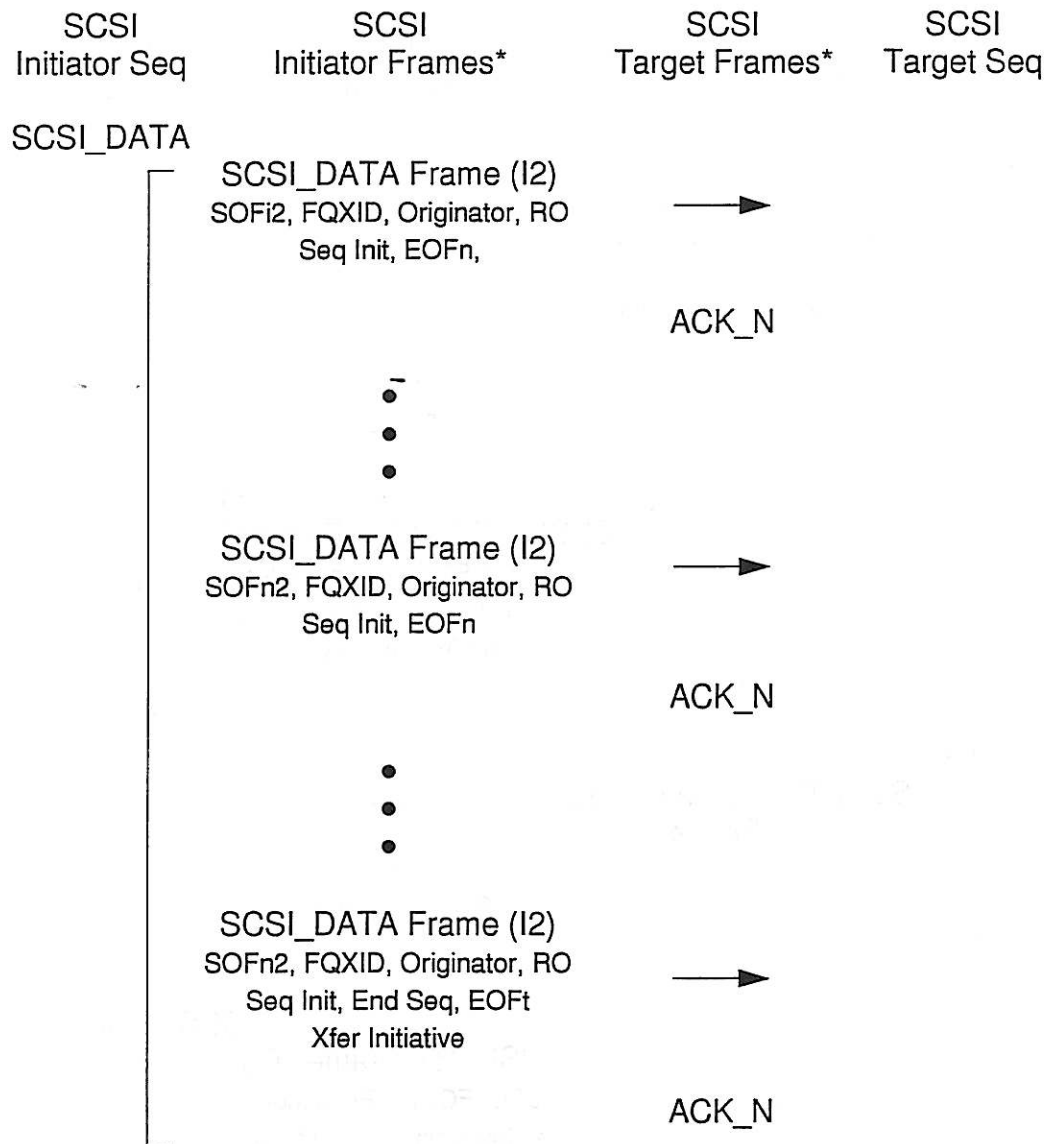 SCSI SCSI SCSI SCSI
Initiator Seq Initiator Frames* Target Frames* Target Seq
SCSI_DATA
SCSI_DATA Frame (I2)
SOFi2, FQXID, Originator, RO
Seq Init, EOFn,
ACK_N
SCSI_DATA Frame (I2)
SOFn2, FQXID, Originator, RO
Seq Init, EOFn
ACK_N
SCSI_DATA Frame (I2)
SOFn2, FQXID, Originator, RO
Seq Init, End Seq, EOFt
Xfer Initiative
ACK_N